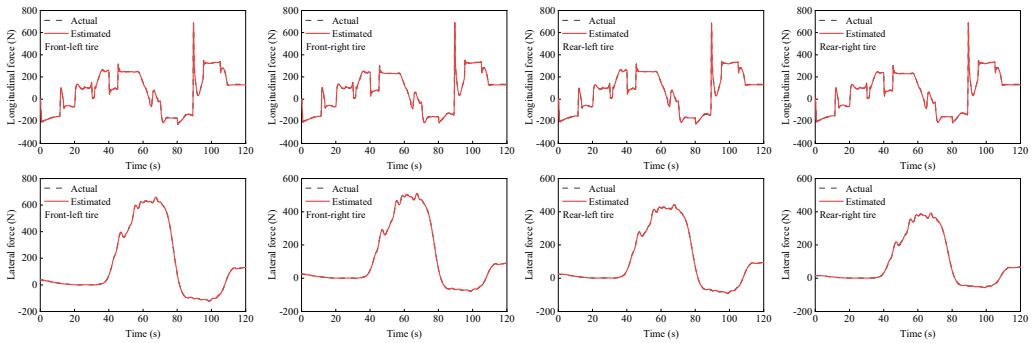 Longitudinal force (N)
800
600
400
200
0
-200
-400
Actual
Estimated
Front-left tire
0 20 40 60 80 100 120
Time (s)
Longitudinal force (N)
800
600
400
200
0
-200
-400
Actual
Estimated
Front-right tire
0 20 40 60 80 100 120
Time (s)
Longitudinal force (N)
800
600
400
200
0
-200
-400
Actual
Estimated
Rear-left tire
0 20 40 60 80 100 120
Time (s)
Longitudinal force (N)
800
600
400
200
0
-200
-400
Actual
Estimated
Rear-right tire
0 20 40 60 80 100 120
Time (s)
Lateral force (N)
800
600
400
200
0
-200
Actual
Estimated
Front-left tire
0 20 40 60 80 100 120
Time (s)
Lateral force (N)
600
400
200
0
-200
Actual
Estimated
Front-right tire
0 20 40 60 80 100 120
Time (s)
Lateral force (N)
600
400
200
0
-200
Actual
Estimated
Rear-left tire
0 20 40 60 80 100 120
Time (s)
Lateral force (N)
400
200
0
-200
Actual
Estimated
Rear-right tire
0 20 40 60 80 100 120
Time (s)